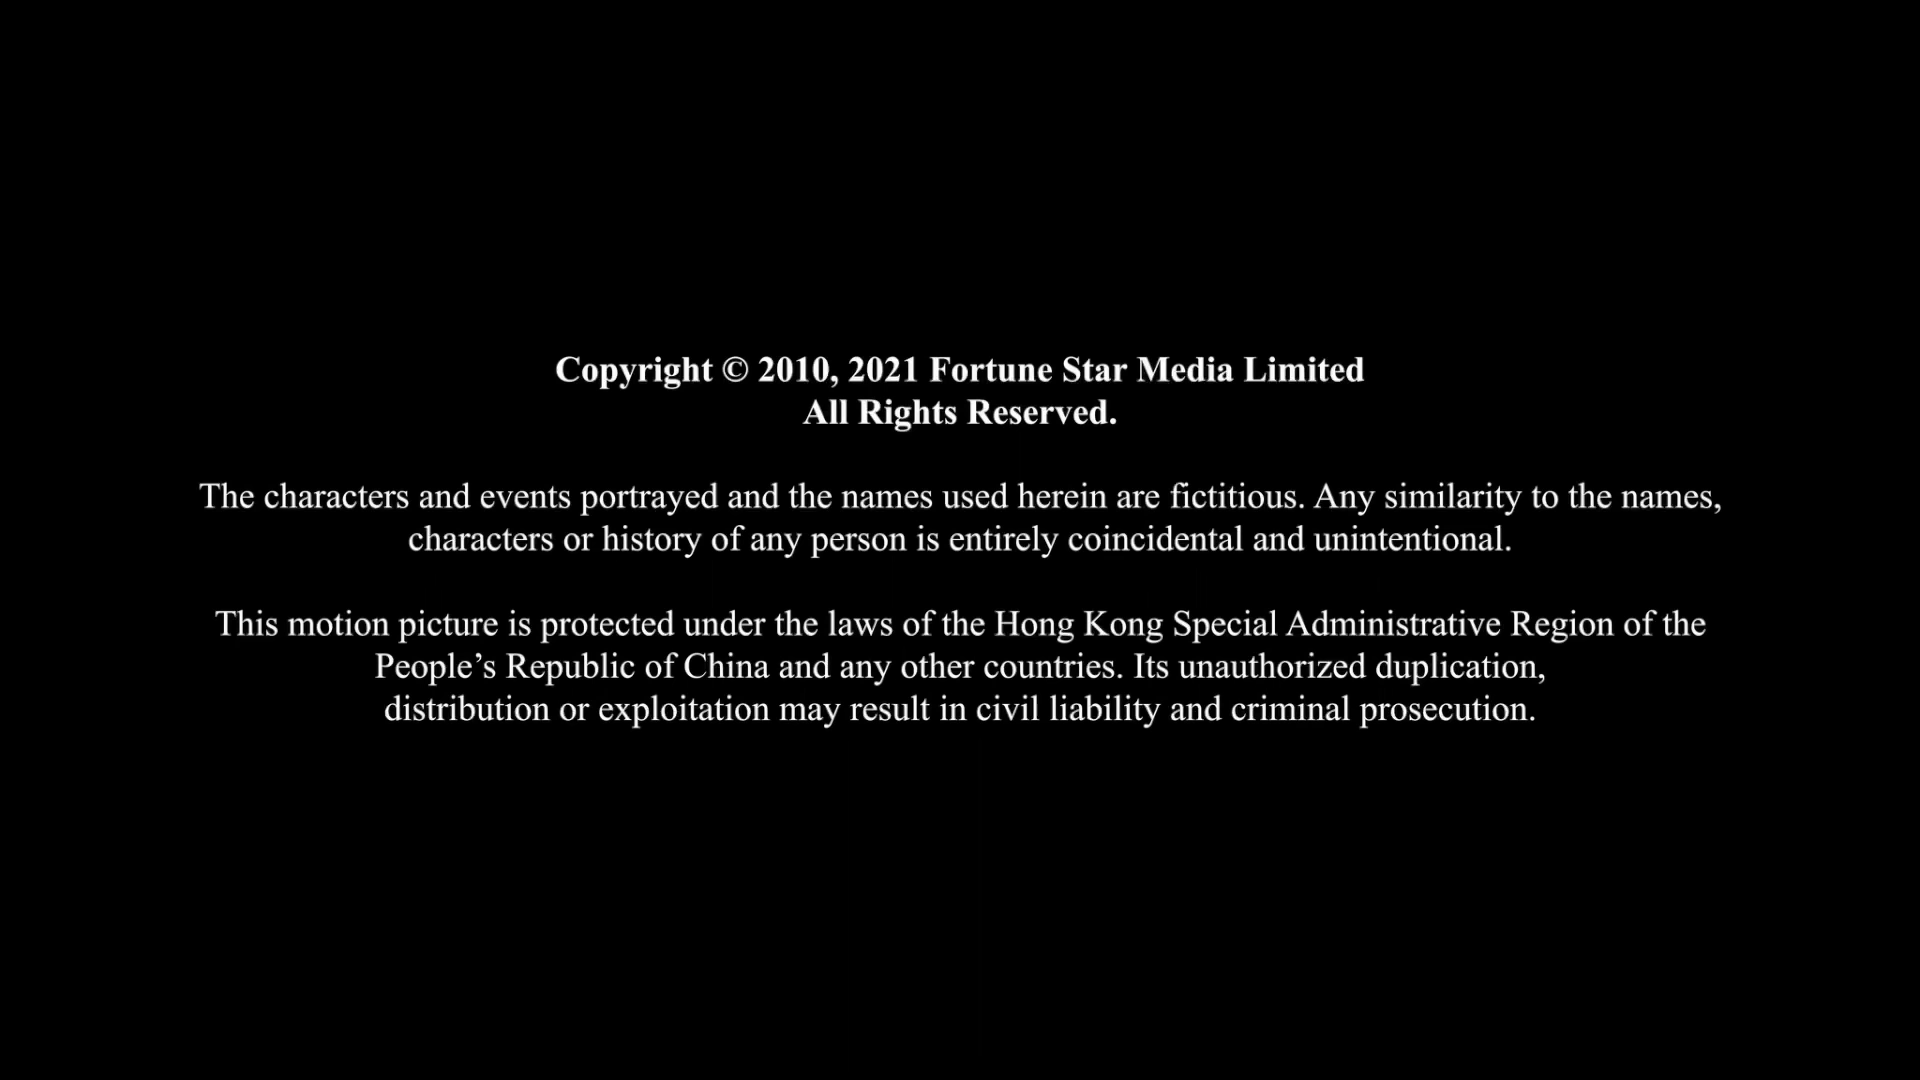 Copyright © 2010, 2021 Fortune Star Media Limited
All Rights Reserved.
The characters and events portrayed and the names used herein are fictitious. Any similarity to the names,
characters or history of any person is entirely coincidental and unintentional.
This motion picture is protected under the laws of the Hong Kong Special Administrative Region of the
People’s Republic of China and any other countries. Its unauthorized duplication,
distribution or exploitation may result in civil liability and criminal prosecution.